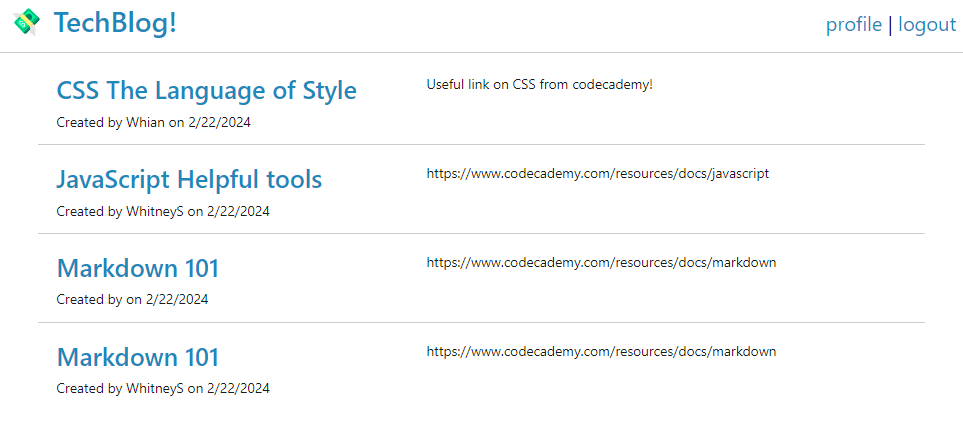 TechBlog!
profile | logout
CSS The Language of Style
Useful link on CSS from codecademy!
Created by Whian on 2/22/2024
JavaScript Helpful tools
https://www.codecademy.com/resources/docs/javascript
Created by WhitneyS on 2/22/2024
Markdown 101
https://www.codecademy.com/resources/docs/markdown
Created by on 2/22/2024
Markdown 101
https://www.codecademy.com/resources/docs/markdown
Created by WhitneyS on 2/22/2024